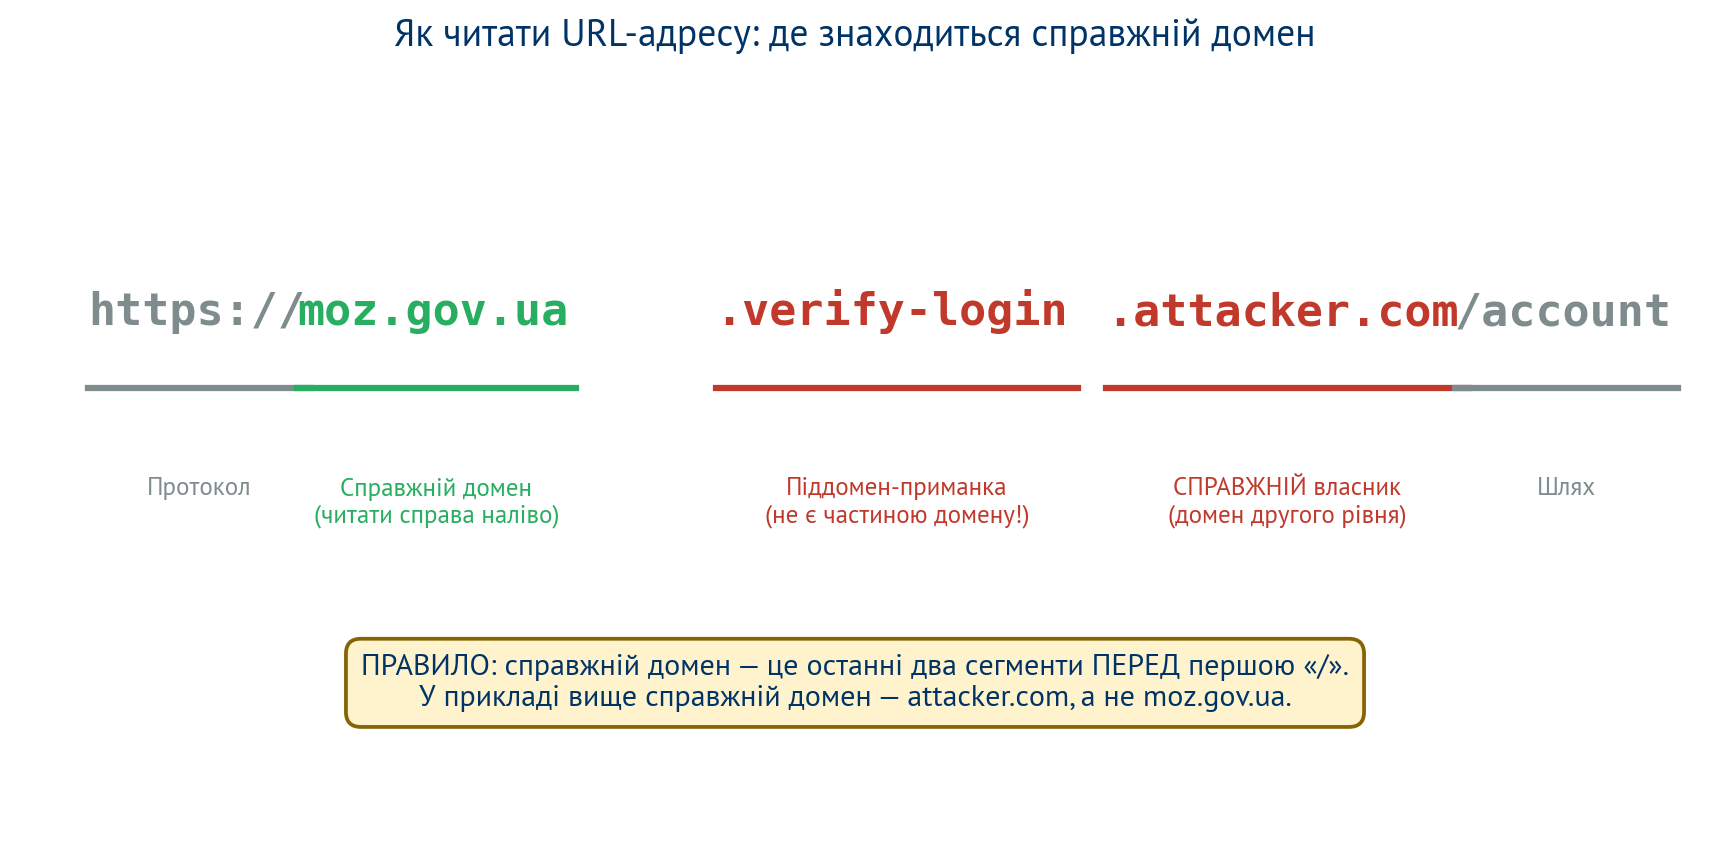 Як читати URL-адресу: де знаходиться справжній домен
https://moz.gov.ua .verify-login .attacker.com/account
Протокол
Справжній домен
(читати справа наліво)
Піддомен-приманка
(не є частиною домену!)
СПРАВЖНІЙ власник
(домен другого рівня)
Шлях
ПРАВИЛО: справжній домен — це останні два сегменти ПЕРЕД першою «/».
У прикладі вище справжній домен — attacker.com, а не moz.gov.ua.